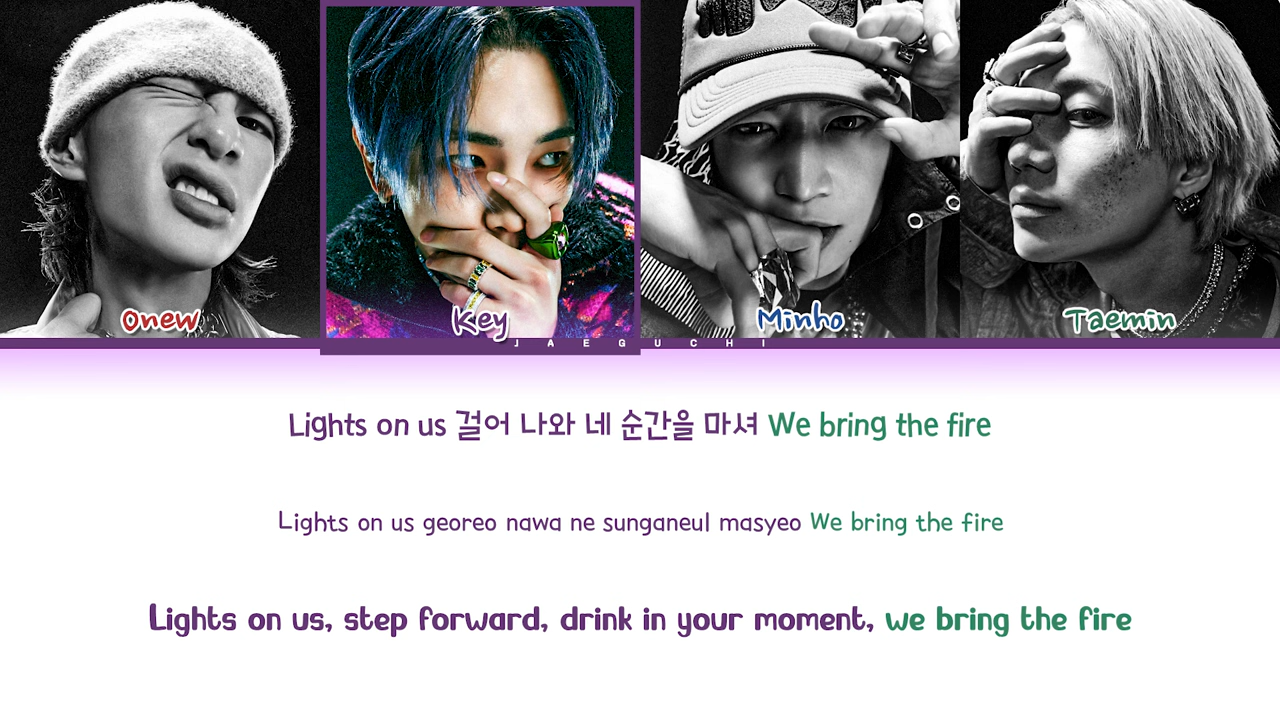 Onew
Key
Minho
Taemin
JAEGUCHI
Lights on us 걸어 나와 네 순간을 마셔 We bring the fire
Lights on us georeo nawa ne sunganeul masyeo We bring the fire
Lights on us, step forward, drink in your moment, we bring the fire